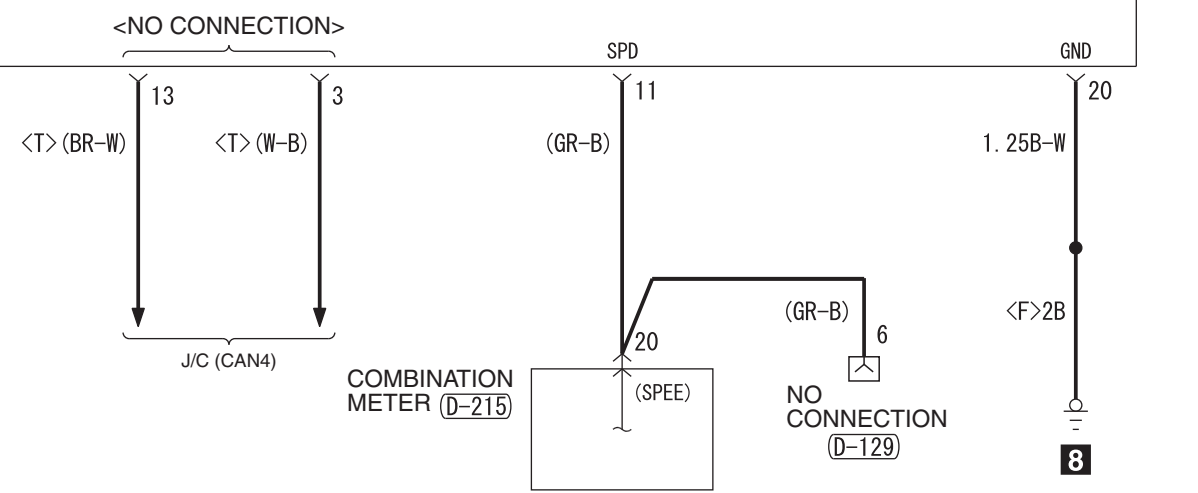 <NO CONNECTION>
SPD
GND
13
3
11
20
<T>(BR-W)
<T>(W-B)
(GR-B)
1. 25B-W
(GR-B)
<F>2B
6
20
J/C (CAN4)
COMBINATION
METER (D-215)
(SPEE)
NO
CONNECTION
(D-129)
8